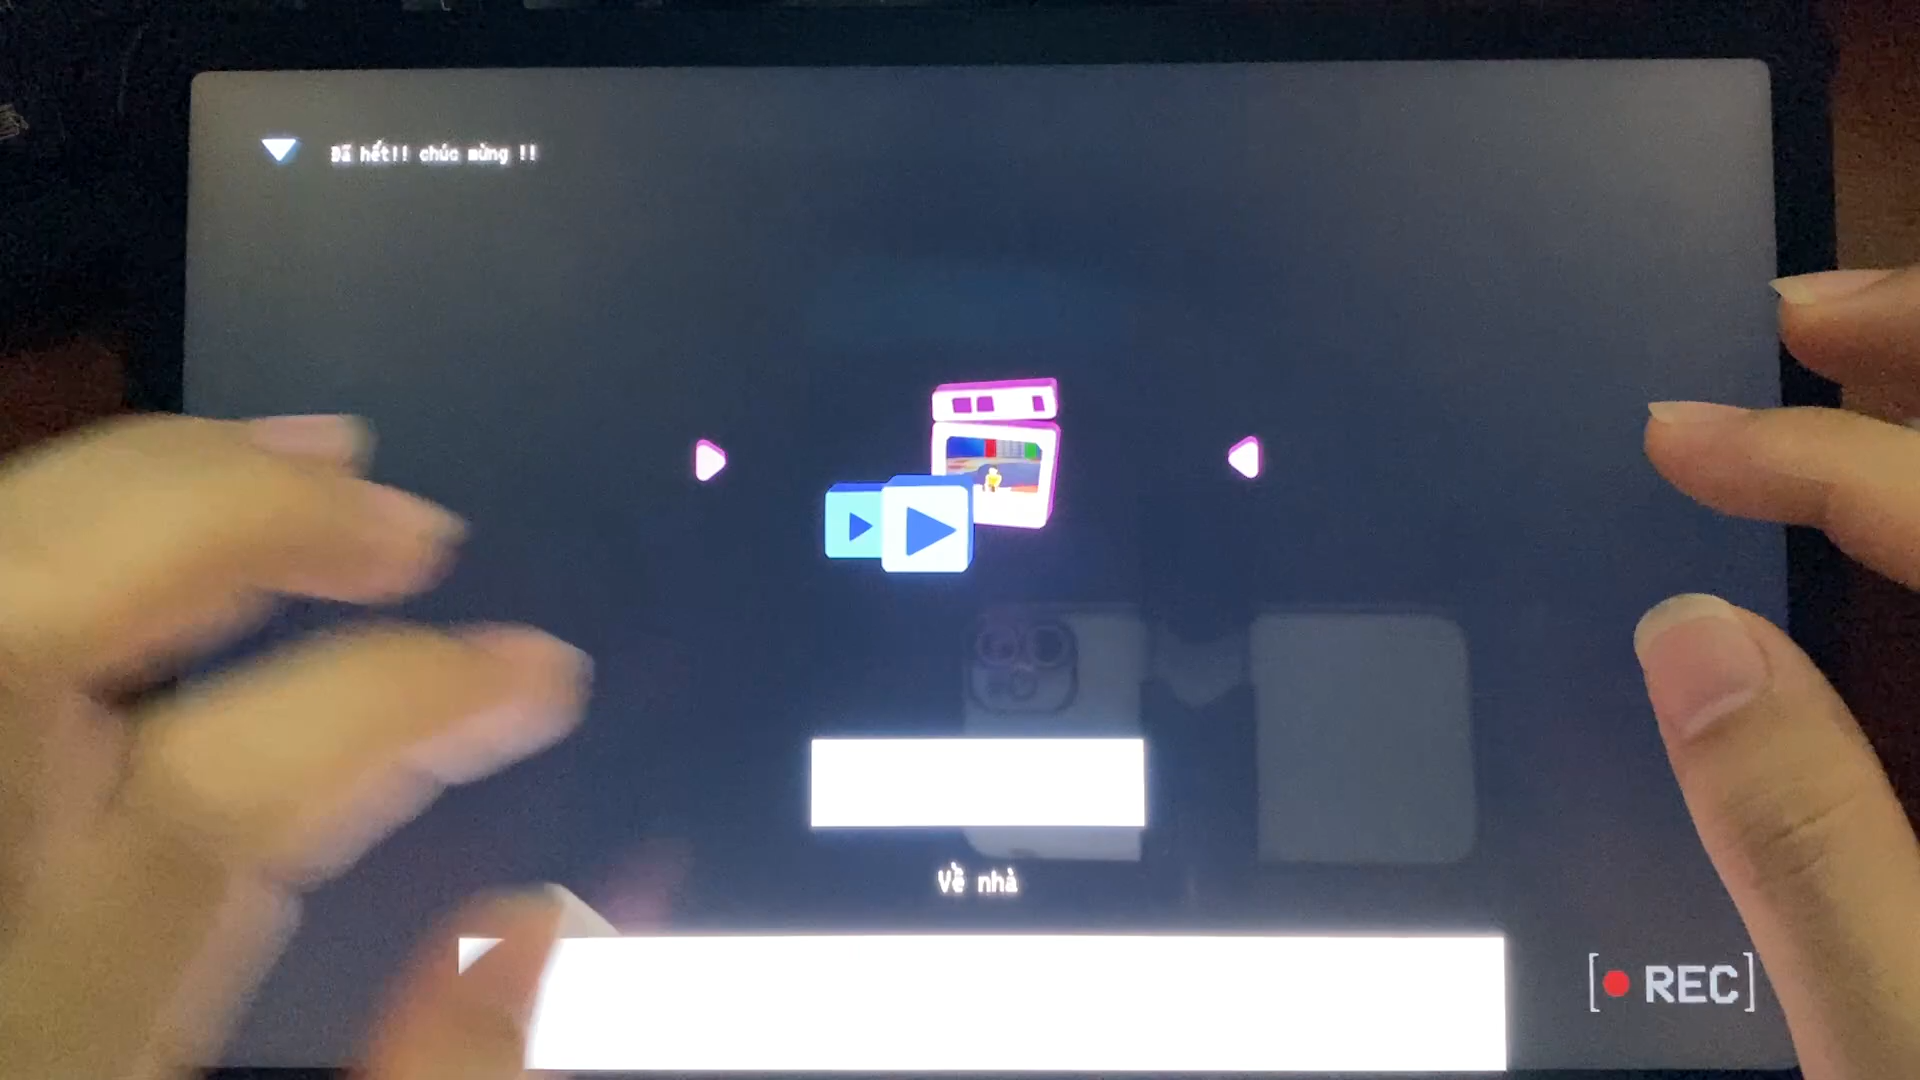 Đã hết!! chúc mừng !!
Về nhà
[● REC]